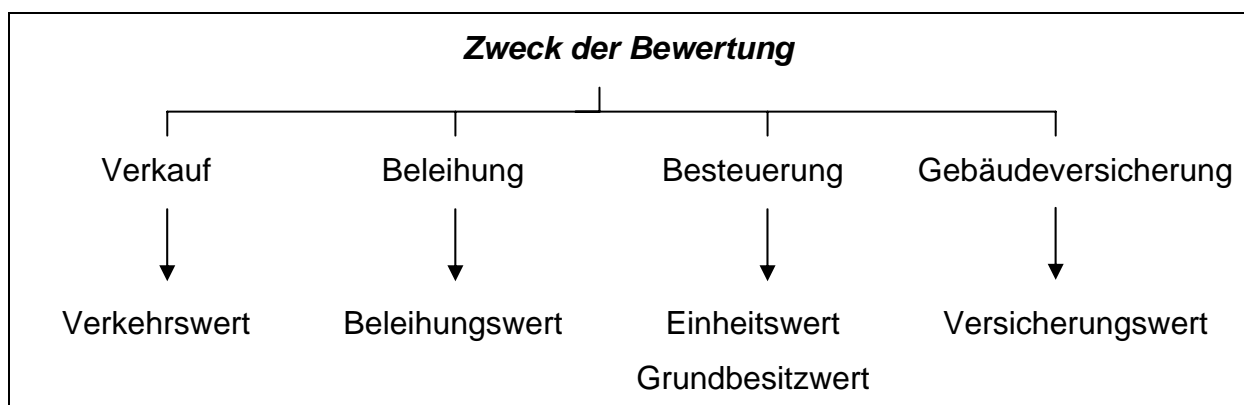 Zweck der Bewertung
Verkauf Beleihung Besteuerung Gebäudeversicherung
Verkehrswert Beleihungswert Einheitswert Versicherungswert
Grundbesitzwert